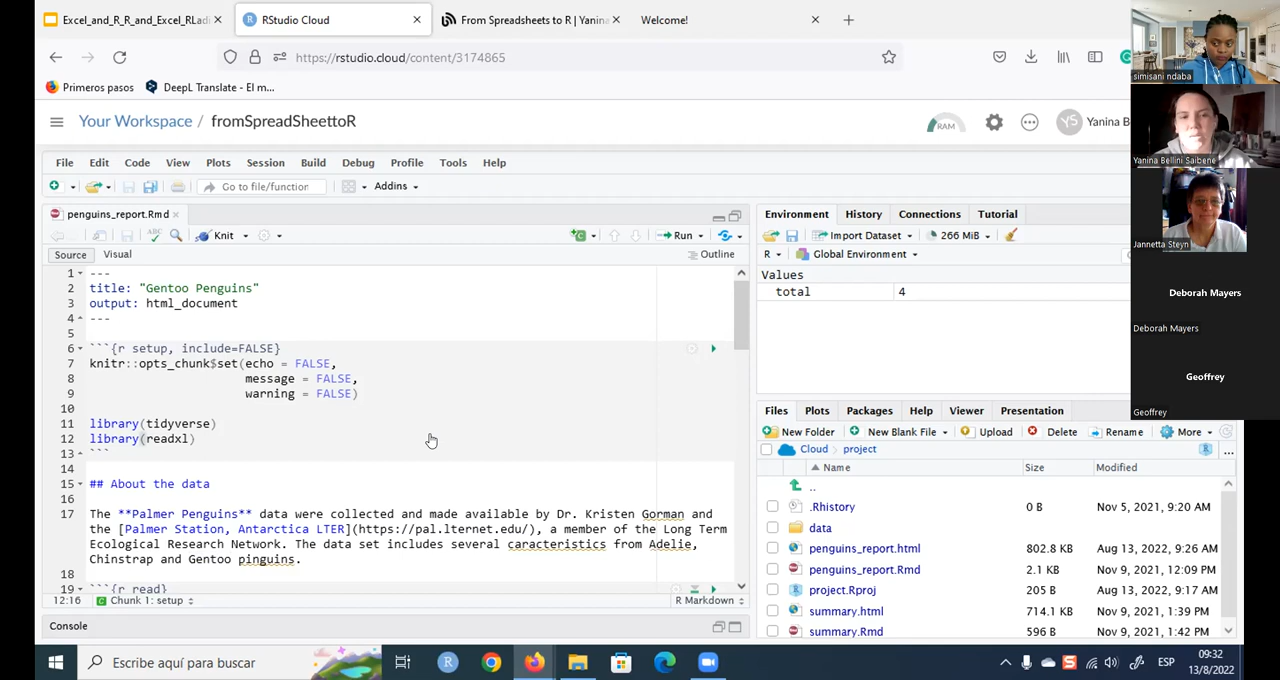 Excel_and_R_R_and_Excel_RLadi
RStudio Cloud
From Spreadsheets to R | Yanina
Welcome!
https://rstudio.cloud/content/3174865
Primeros pasos
DeepL Translate - El m...
Your Workspace / fromSpreadSheettoR
RAM
YS
Yanina B
File Edit Code View Plots Session Build Debug Profile Tools Help
Go to file/function
Addins
penguins_report.Rmd
ABC
Knit
Run
Source
Visual
Outline
1 ---
2 title: "Gentoo Penguins"
3 output: html_document
4 ---
5
6 ```{r setup, include=FALSE}
7 knitr::opts_chunk$set(echo = FALSE,
8 message = FALSE,
9 warning = FALSE)
10
11 library(tidyverse)
12 library(readxl)
13 ```
14
15 ## About the data
16
17 The **Palmer Penguins** data were collected and made available by Dr. Kristen Gorman and
the [Palmer Station, Antarctica LTER](https://pal.lternet.edu/), a member of the Long Term
Ecological Research Network. The data set includes several caracteristics from Adelie,
Chinstrap and Gentoo pinguins.
18
19 ```{r read}
12:16 Chunk 1: setup
R Markdown
Console
Environment History Connections Tutorial
Import Dataset
266 MiB
R
Global Environment
Values
total 4
Files Plots Packages Help Viewer Presentation
New Folder New Blank File Upload Delete Rename More
Cloud project
Name Size Modified
..
.Rhistory 0 B Nov 5, 2021, 9:20 AM
data
penguins_report.html 802.8 KB Aug 13, 2022, 9:26 AM
penguins_report.Rmd 2.1 KB Nov 9, 2021, 12:09 PM
project.Rproj 205 B Aug 13, 2022, 9:17 AM
summary.html 714.1 KB Nov 9, 2021, 1:39 PM
summary.Rmd 596 B Nov 9, 2021, 1:42 PM
simisani ndaba
Yanina Bellini Saibene
Jannetta Steyn
Deborah Mayers
Deborah Mayers
Geoffrey
Geoffrey
Escribe aquí para buscar
ESP
09:32
13/8/2022